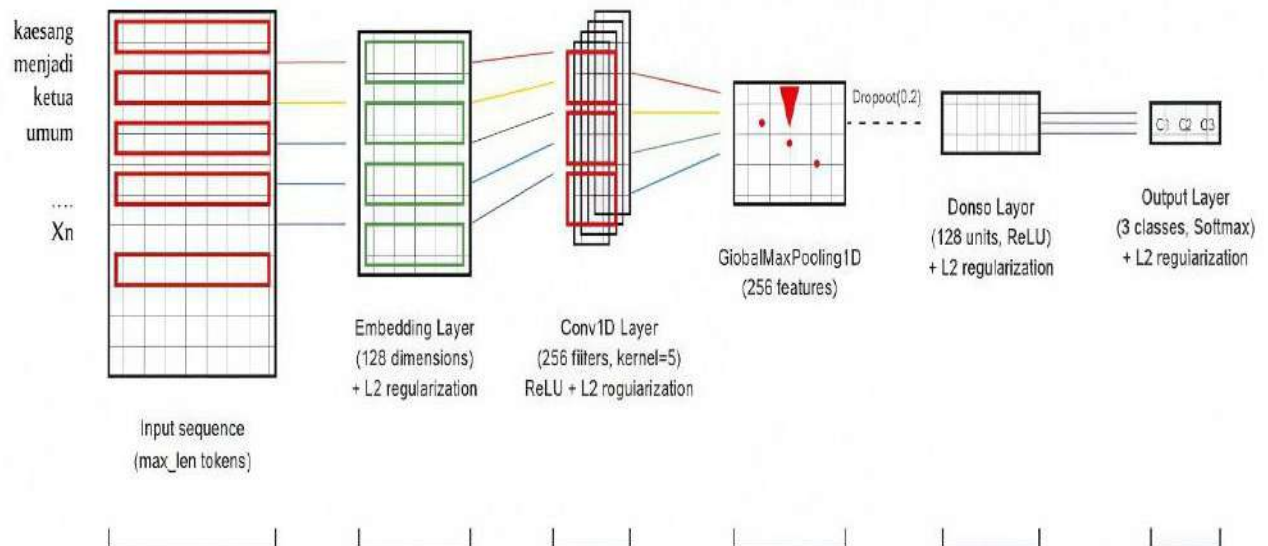 kaesang
menjadi
ketua
umum
....
Xn
Input sequence
(max_len tokens)
Embedding Layer
(128 dimensions)
+ L2 regularization
Conv1D Layer
(256 fiiters, kernel=5)
ReLU + L2 roguiarization
GlobalMaxPooling1D
(256 features)
Dropoot(0.2)
Donso Layor
(128 units, ReLU)
+ L2 reguiarization
C1 C2 C3
Output Layer
(3 classes, Softmax)
+ L2 reguiarization